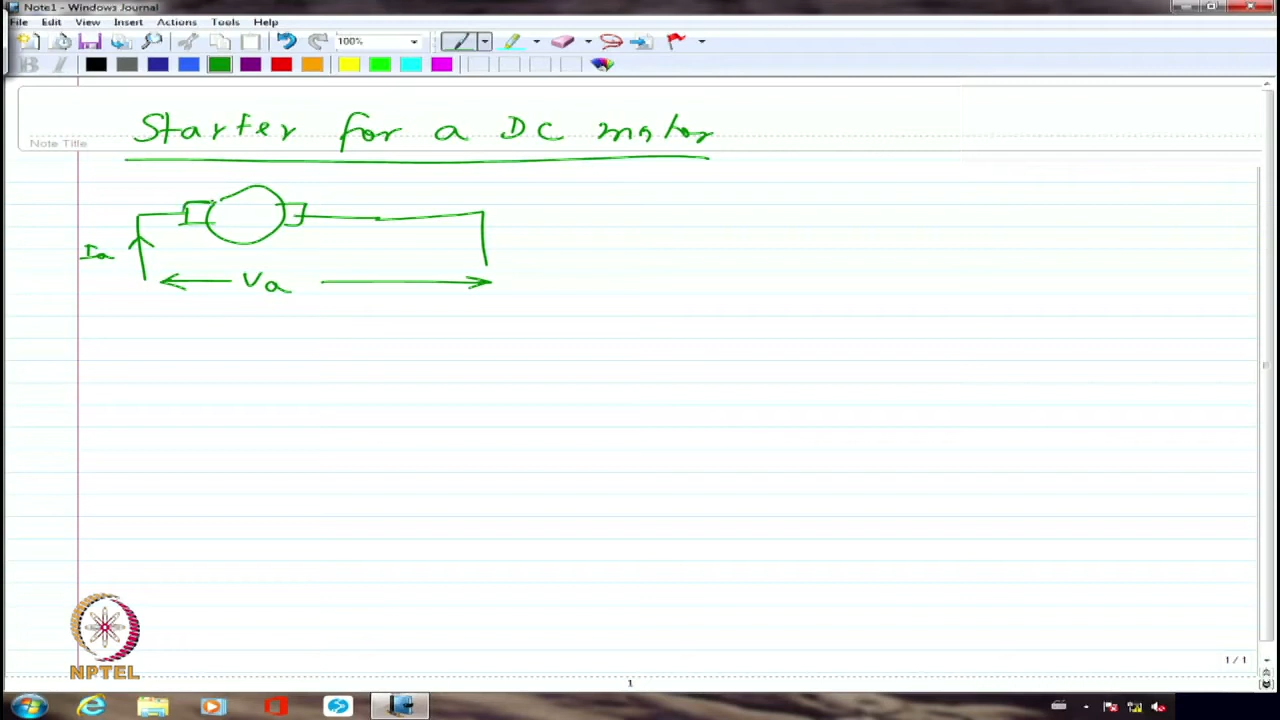 Note1 - Windows Journal
File Edit View Insert Actions Tools Help
100%
B I
Starter for a DC motor
Note Title
Ia
Va
NPTEL
1 / 1
1